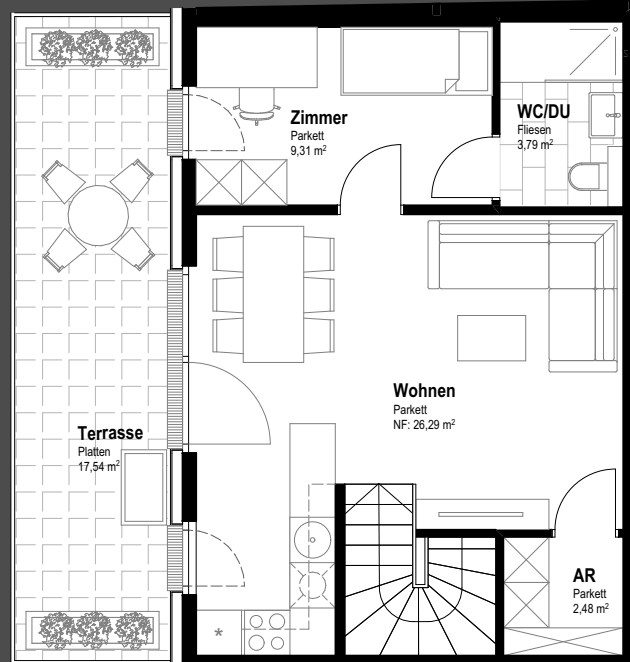 Zimmer
Parkett
9,31 m²
WC/DU
Fliesen
3,79 m²
Wohnen
Parkett
NF: 26,29 m²
Terrasse
Platten
17,54 m²
AR
Parkett
2,48 m²
*